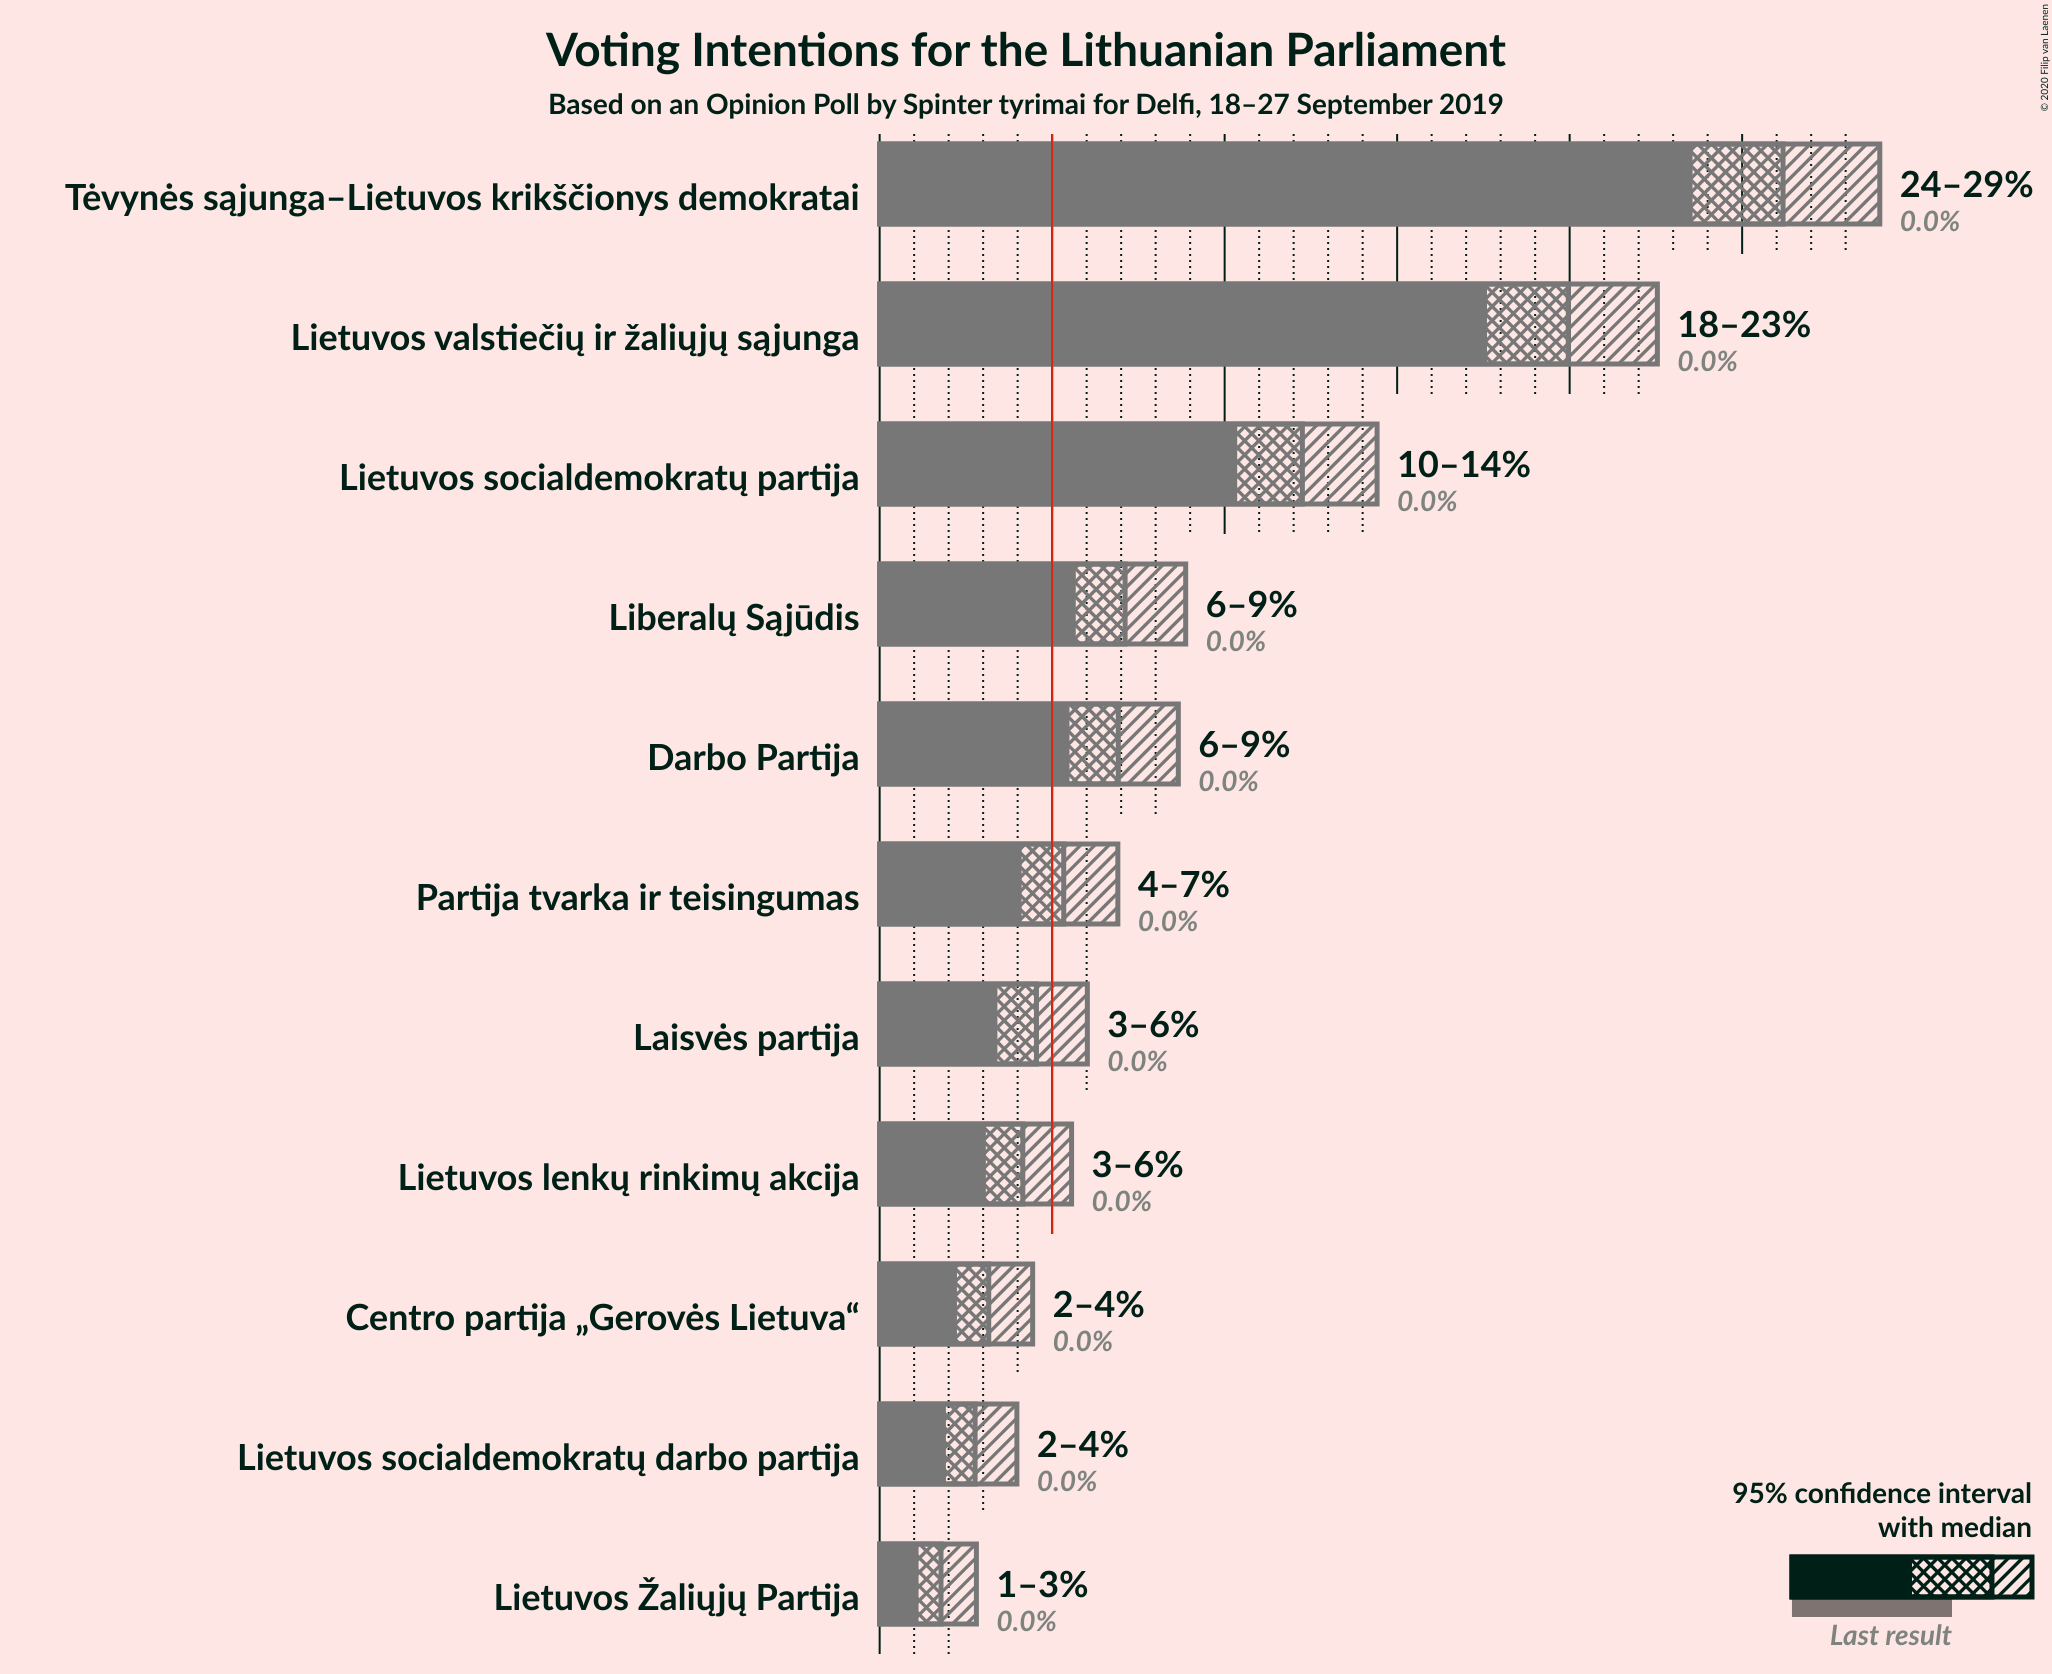 Voting Intentions for the Lithuanian Parliament
Based on an Opinion Poll by Spinter tyrimai for Delfi, 18–27 September 2019
© 2020 Filip van Laenen
Tėvynės sąjunga–Lietuvos krikščionys demokratai
24–29%
0.0%
Lietuvos valstiečių ir žaliųjų sąjunga
18–23%
0.0%
Lietuvos socialdemokratų partija
10–14%
0.0%
Liberalų Sąjūdis
6–9%
0.0%
Darbo Partija
6–9%
0.0%
Partija tvarka ir teisingumas
4–7%
0.0%
Laisvės partija
3–6%
0.0%
Lietuvos lenkų rinkimų akcija
3–6%
0.0%
Centro partija „Gerovės Lietuva“
2–4%
0.0%
Lietuvos socialdemokratų darbo partija
2–4%
0.0%
Lietuvos Žaliųjų Partija
1–3%
0.0%
95% confidence interval
with median
Last result